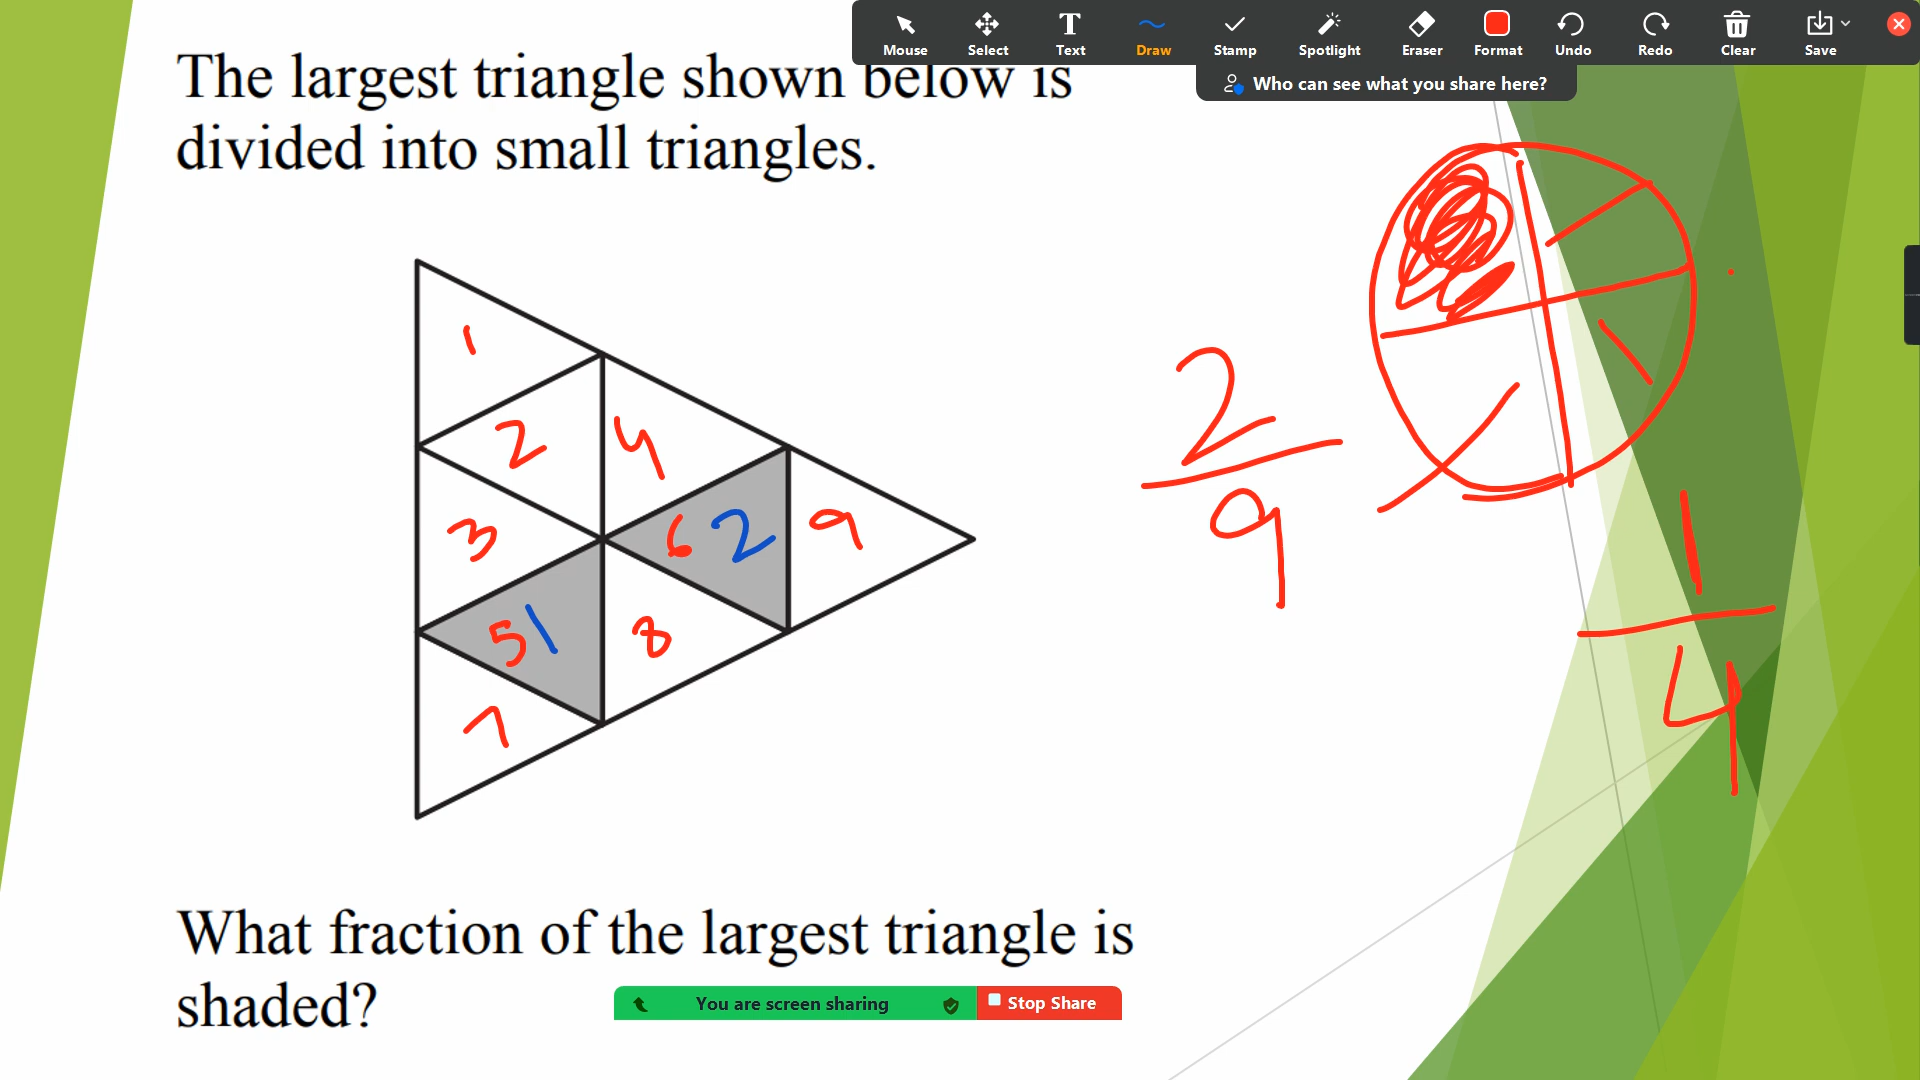 Mouse Select Text Draw Stamp Spotlight Eraser Format Undo Redo Clear Save
Who can see what you share here?
The largest triangle shown below is
divided into small triangles.
1
2 4
3 6 2 9
5 1 8
7
2
9
1
4
What fraction of the largest triangle is
shaded?
You are screen sharing Stop Share